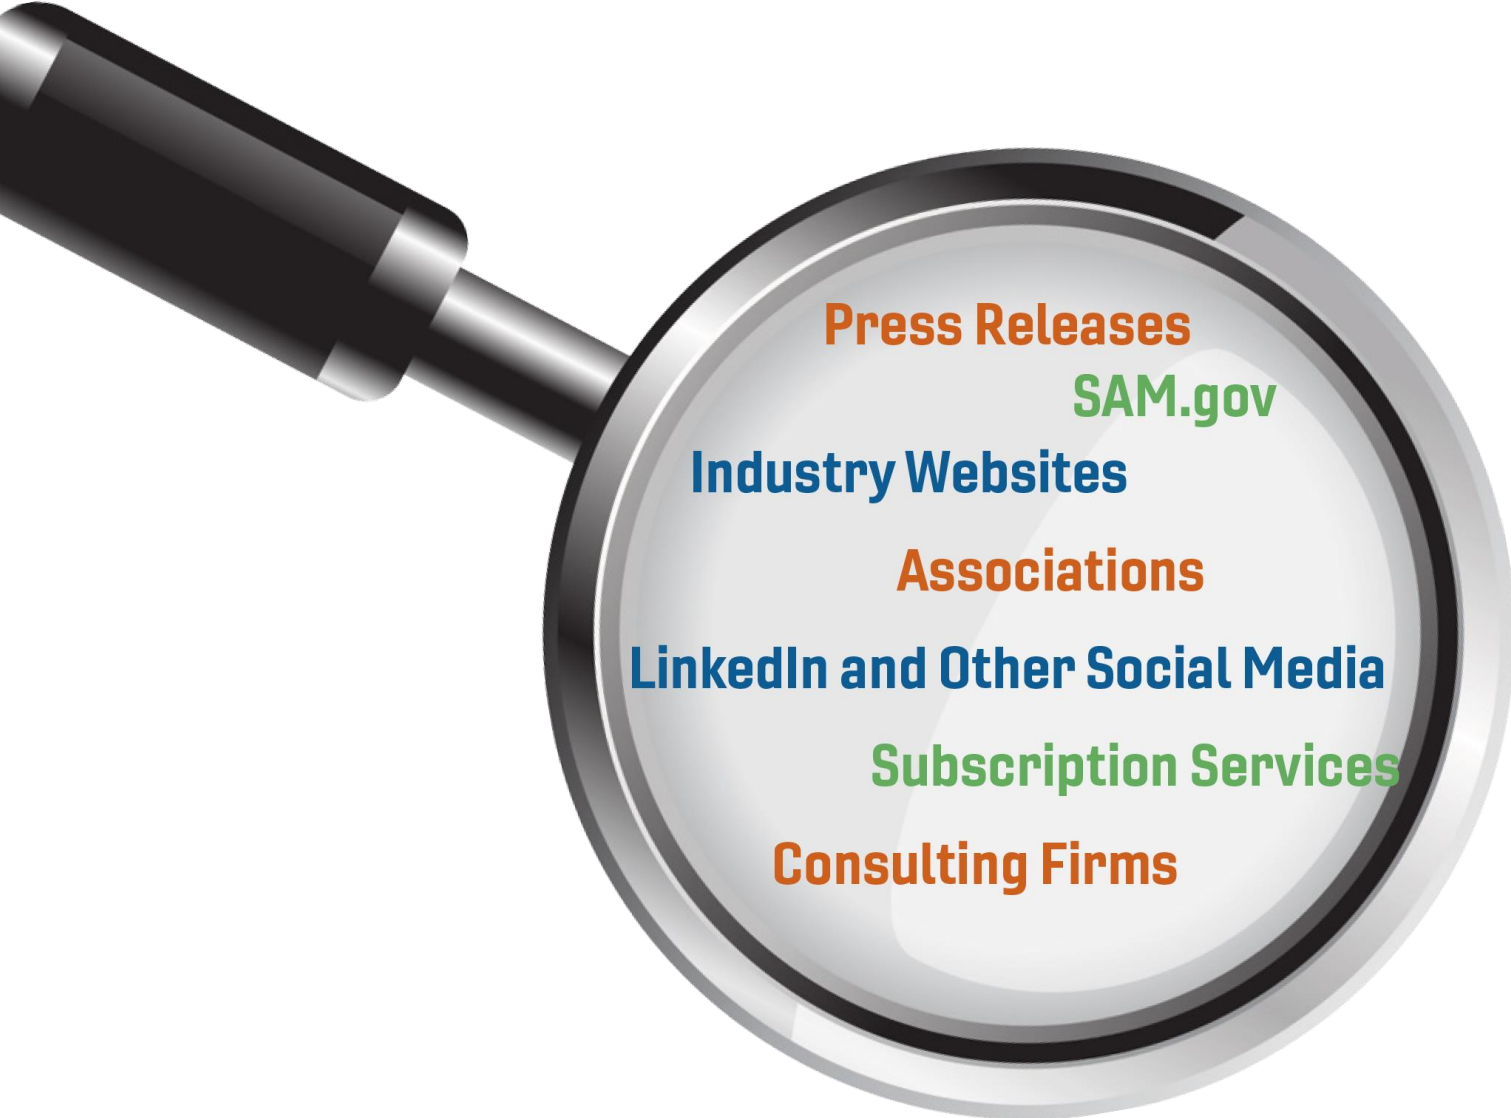 Press Releases
SAM.gov
Industry Websites
Associations
LinkedIn and Other Social Media
Subscription Services
Consulting Firms